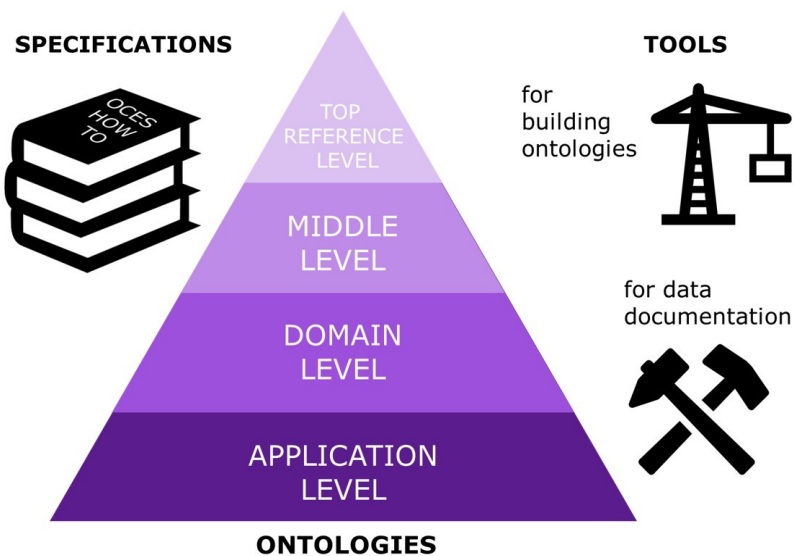 SPECIFICATIONS
OCES
HOW
TO
TOP
REFERENCE
LEVEL
MIDDLE
LEVEL
DOMAIN
LEVEL
APPLICATION
LEVEL
ONTOLOGIES
TOOLS
for
building
ontologies
for data
documentation